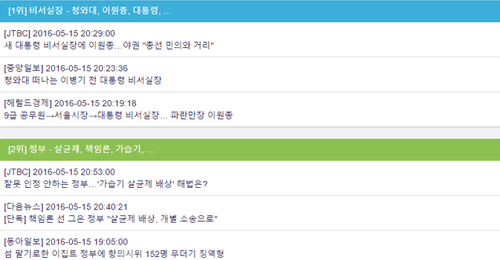 [1위] 비서실장 - 청와대, 이원종, 대통령, ...
[JTBC] 2016-05-15 20:29:00
새 대통령 비서실장에 이원종…야권 "총선 민의와 거리"
[중앙일보] 2016-05-15 20:23:36
청와대 떠나는 이병기 전 대통령 비서실장
[헤럴드경제] 2016-05-15 20:19:18
9급 공무원→서울시장→대통령 비서실장… 파란만장 이원종
[2위] 정부 - 살균제, 책임론, 가습기, ...
[JTBC] 2016-05-15 20:53:00
잘못 인정 안하는 정부…'가습기 살균제 배상' 해법은?
[다음뉴스] 2016-05-15 20:40:21
[단독] 책임론 선 그은 정부 "살균제 배상, 개별 소송으로"
[동아일보] 2016-05-15 19:05:00
섬 팔기로한 이집트 정부에 항의시위 152명 무더기 징역형